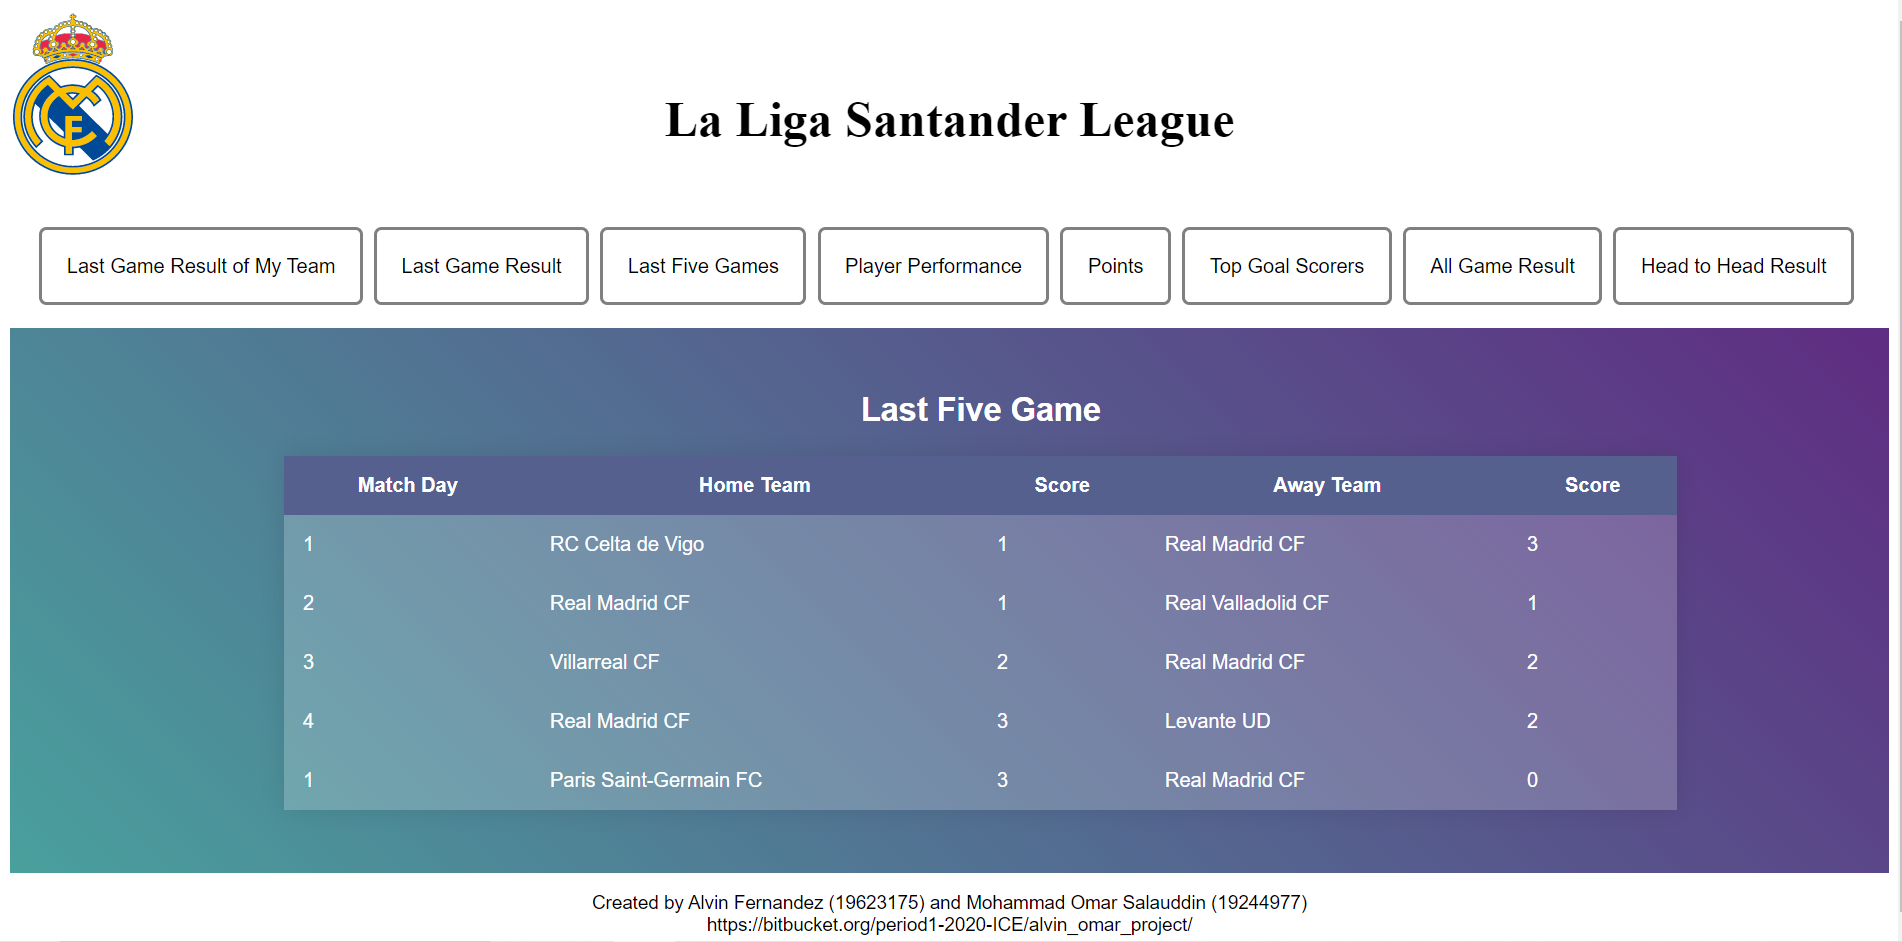 La Liga Santander League
Last Game Result of My Team Last Game Result Last Five Games Player Performance Points Top Goal Scorers All Game Result Head to Head Result
Last Five Game
Match Day Home Team Score Away Team Score
1 RC Celta de Vigo 1 Real Madrid CF 3
2 Real Madrid CF 1 Real Valladolid CF 1
3 Villarreal CF 2 Real Madrid CF 2
4 Real Madrid CF 3 Levante UD 2
1 Paris Saint-Germain FC 3 Real Madrid CF 0
Created by Alvin Fernandez (19623175) and Mohammad Omar Salauddin (19244977)
https://bitbucket.org/period1-2020-ICE/alvin_omar_project/